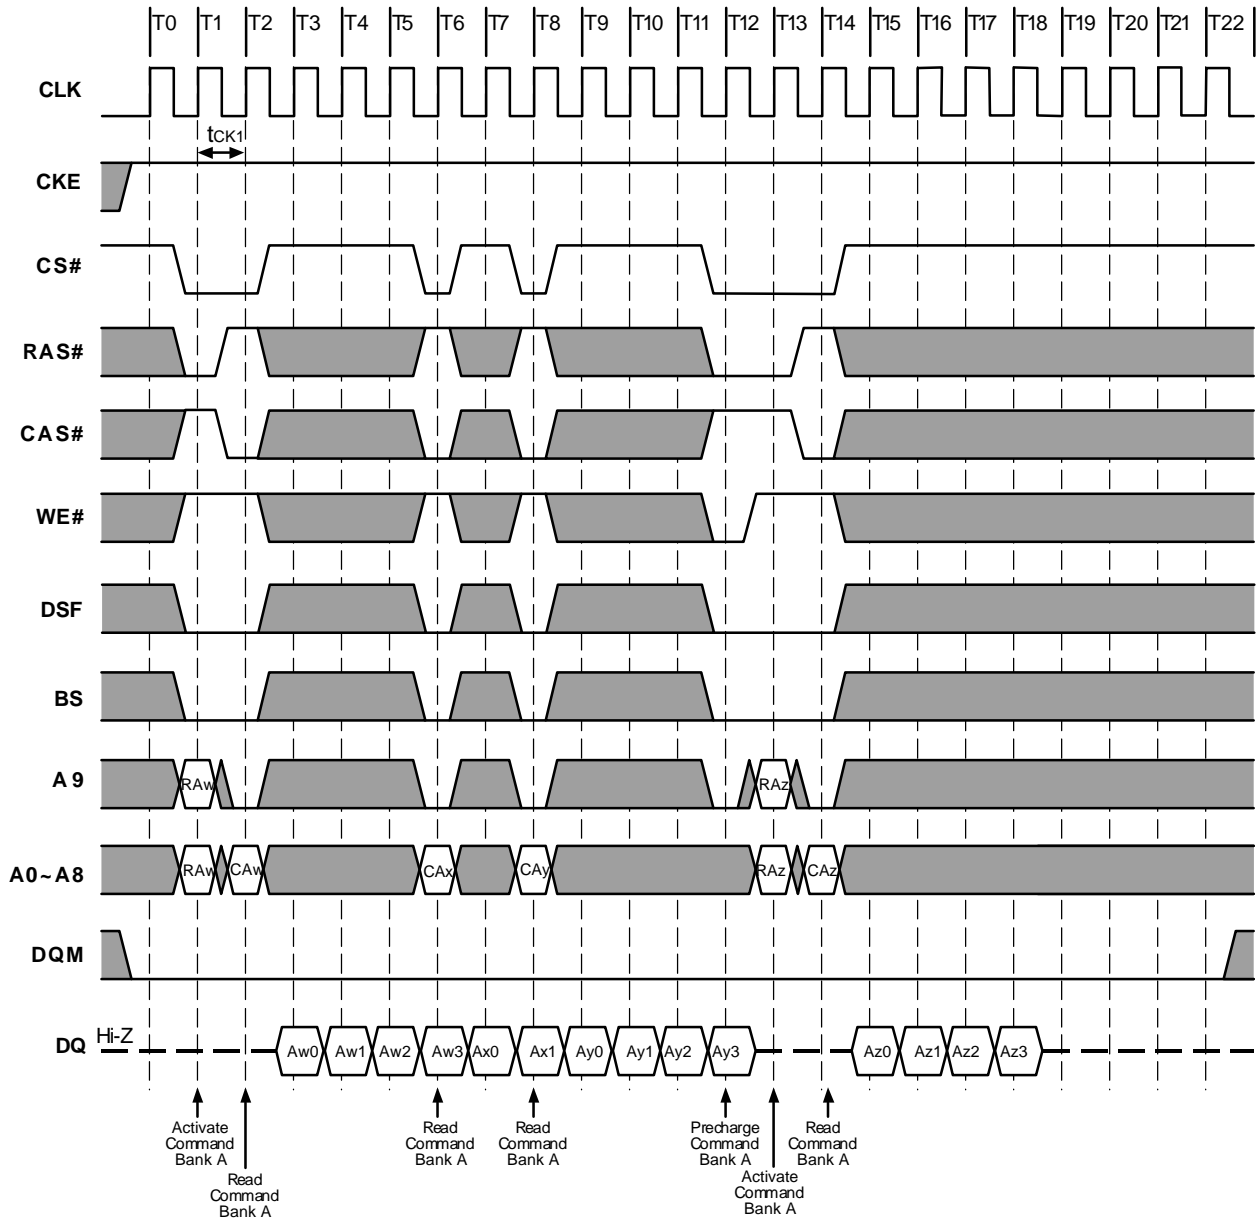 T0 T1 T2 T3 T4 T5 T6 T7 T8 T9 T10 T11 T12 T13 T14 T15 T16 T17 T18 T19 T20 T21 T22
CLK
tCK1
CKE
CS#
RAS#
CAS#
WE#
DSF
BS
A9 RAw RAz
A0~A8 RAw CAw CAx CAy RAz CAz
DQM
DQ Hi-Z Aw0 Aw1 Aw2 Aw3 Ax0 Ax1 Ay0 Ay1 Ay2 Ay3 Az0 Az1 Az2 Az3
Activate
Command
Bank A
Read
Command
Bank A
Read
Command
Bank A
Read
Command
Bank A
Precharge
Command
Bank A
Activate
Command
Bank A
Read
Command
Bank A